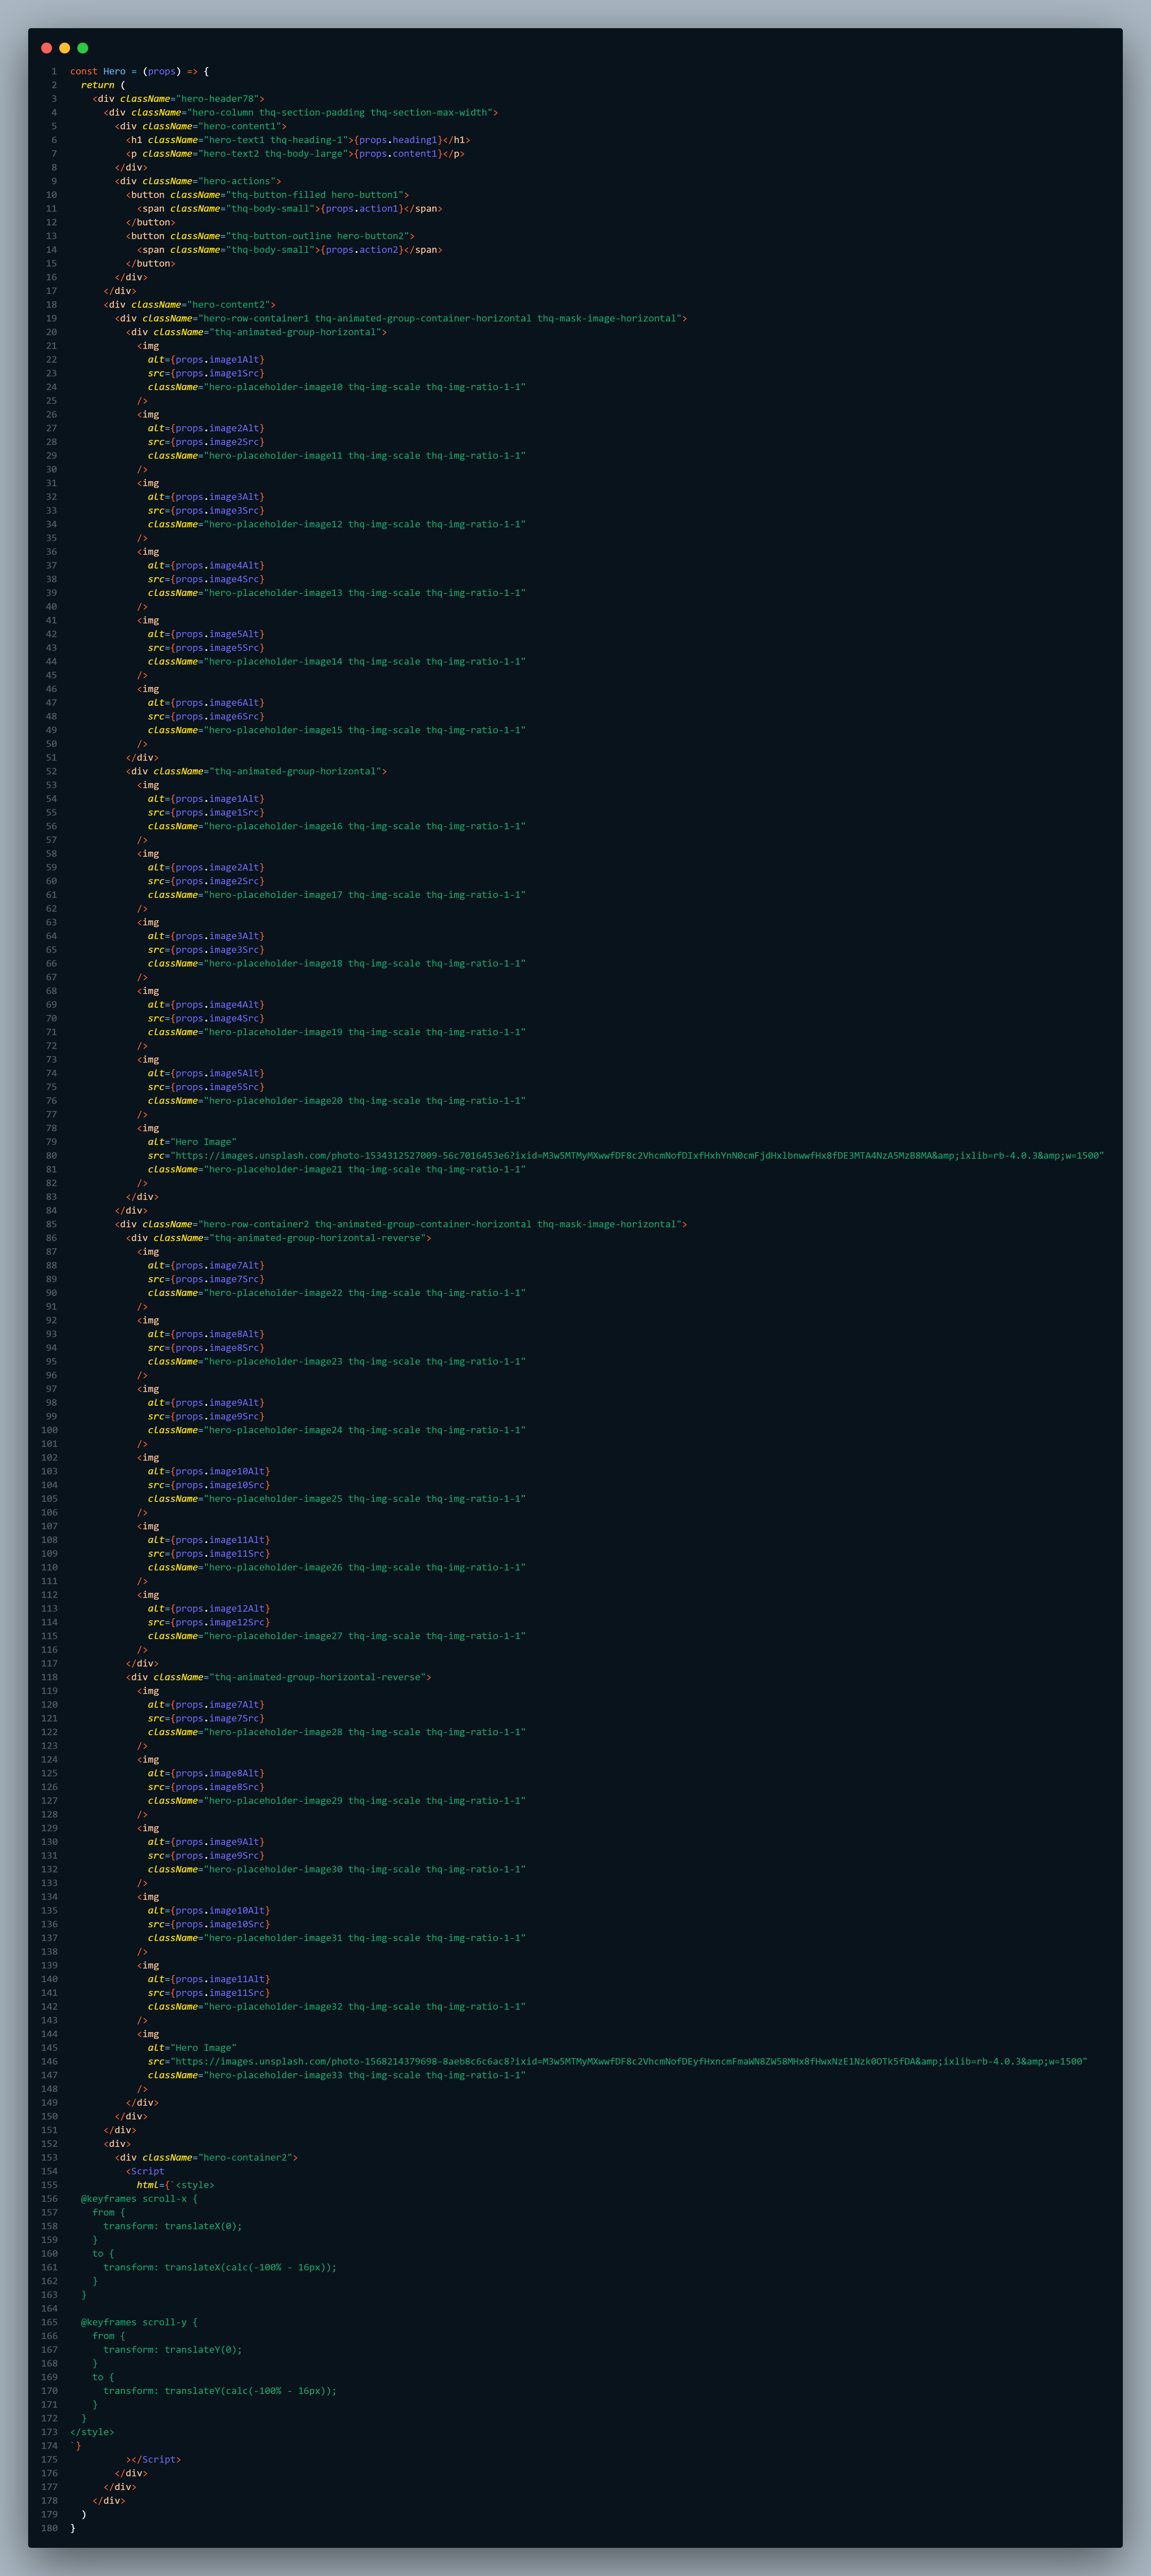 1 const Hero = (props) => {
2   return (
3     <div className="hero-header78">
4       <div className="hero-column thq-section-padding thq-section-max-width">
5         <div className="hero-content1">
6           <h1 className="hero-text1 thq-heading-1">{props.heading1}</h1>
7           <p className="hero-text2 thq-body-large">{props.content1}</p>
8         </div>
9         <div className="hero-actions">
10           <button className="thq-button-filled hero-button1">
11             <span className="thq-body-small">{props.action1}</span>
12           </button>
13           <button className="thq-button-outline hero-button2">
14             <span className="thq-body-small">{props.action2}</span>
15           </button>
16         </div>
17       </div>
18       <div className="hero-content2">
19         <div className="hero-row-container1 thq-animated-group-container-horizontal thq-mask-image-horizontal">
20           <div className="thq-animated-group-horizontal">
21             <img
22               alt={props.image1Alt}
23               src={props.image1Src}
24               className="hero-placeholder-image10 thq-img-scale thq-img-ratio-1-1"
25             />
26             <img
27               alt={props.image2Alt}
28               src={props.image2Src}
29               className="hero-placeholder-image11 thq-img-scale thq-img-ratio-1-1"
30             />
31             <img
32               alt={props.image3Alt}
33               src={props.image3Src}
34               className="hero-placeholder-image12 thq-img-scale thq-img-ratio-1-1"
35             />
36             <img
37               alt={props.image4Alt}
38               src={props.image4Src}
39               className="hero-placeholder-image13 thq-img-scale thq-img-ratio-1-1"
40             />
41             <img
42               alt={props.image5Alt}
43               src={props.image5Src}
44               className="hero-placeholder-image14 thq-img-scale thq-img-ratio-1-1"
45             />
46             <img
47               alt={props.image6Alt}
48               src={props.image6Src}
49               className="hero-placeholder-image15 thq-img-scale thq-img-ratio-1-1"
50             />
51           </div>
52           <div className="thq-animated-group-horizontal">
53             <img
54               alt={props.image1Alt}
55               src={props.image1Src}
56               className="hero-placeholder-image16 thq-img-scale thq-img-ratio-1-1"
57             />
58             <img
59               alt={props.image2Alt}
60               src={props.image2Src}
61               className="hero-placeholder-image17 thq-img-scale thq-img-ratio-1-1"
62             />
63             <img
64               alt={props.image3Alt}
65               src={props.image3Src}
66               className="hero-placeholder-image18 thq-img-scale thq-img-ratio-1-1"
67             />
68             <img
69               alt={props.image4Alt}
70               src={props.image4Src}
71               className="hero-placeholder-image19 thq-img-scale thq-img-ratio-1-1"
72             />
73             <img
74               alt={props.image5Alt}
75               src={props.image5Src}
76               className="hero-placeholder-image20 thq-img-scale thq-img-ratio-1-1"
77             />
78             <img
79               alt="Hero Image"
80               src="https://images.unsplash.com/photo-1534312527009-56c7016453e6?ixid=M3w5MTMyMXwwfDF8c2VhcmNofDIxfHxhYnN0cmFjdHxlbnwwfHx8fDE3MTA4NzA5MzB8MA&amp;ixlib=rb-4.0.3&amp;w=1500"
81               className="hero-placeholder-image21 thq-img-scale thq-img-ratio-1-1"
82             />
83           </div>
84         </div>
85         <div className="hero-row-container2 thq-animated-group-container-horizontal thq-mask-image-horizontal">
86           <div className="thq-animated-group-horizontal-reverse">
87             <img
88               alt={props.image7Alt}
89               src={props.image7Src}
90               className="hero-placeholder-image22 thq-img-scale thq-img-ratio-1-1"
91             />
92             <img
93               alt={props.image8Alt}
94               src={props.image8Src}
95               className="hero-placeholder-image23 thq-img-scale thq-img-ratio-1-1"
96             />
97             <img
98               alt={props.image9Alt}
99               src={props.image9Src}
100               className="hero-placeholder-image24 thq-img-scale thq-img-ratio-1-1"
101             />
102             <img
103               alt={props.image10Alt}
104               src={props.image10Src}
105               className="hero-placeholder-image25 thq-img-scale thq-img-ratio-1-1"
106             />
107             <img
108               alt={props.image11Alt}
109               src={props.image11Src}
110               className="hero-placeholder-image26 thq-img-scale thq-img-ratio-1-1"
111             />
112             <img
113               alt={props.image12Alt}
114               src={props.image12Src}
115               className="hero-placeholder-image27 thq-img-scale thq-img-ratio-1-1"
116             />
117           </div>
118           <div className="thq-animated-group-horizontal-reverse">
119             <img
120               alt={props.image7Alt}
121               src={props.image7Src}
122               className="hero-placeholder-image28 thq-img-scale thq-img-ratio-1-1"
123             />
124             <img
125               alt={props.image8Alt}
126               src={props.image8Src}
127               className="hero-placeholder-image29 thq-img-scale thq-img-ratio-1-1"
128             />
129             <img
130               alt={props.image9Alt}
131               src={props.image9Src}
132               className="hero-placeholder-image30 thq-img-scale thq-img-ratio-1-1"
133             />
134             <img
135               alt={props.image10Alt}
136               src={props.image10Src}
137               className="hero-placeholder-image31 thq-img-scale thq-img-ratio-1-1"
138             />
139             <img
140               alt={props.image11Alt}
141               src={props.image11Src}
142               className="hero-placeholder-image32 thq-img-scale thq-img-ratio-1-1"
143             />
144             <img
145               alt="Hero Image"
146               src="https://images.unsplash.com/photo-1568214379698-8aeb8c6c6ac8?ixid=M3w5MTMyMXwwfDF8c2VhcmNofDEyfHxncmFmaWN8ZW58MHx8fHwxNzE1Nzk0OTk5fDA&amp;ixlib=rb-4.0.3&amp;w=1500"
147               className="hero-placeholder-image33 thq-img-scale thq-img-ratio-1-1"
148             />
149           </div>
150         </div>
151       </div>
152       <div>
153         <div className="hero-container2">
154           <Script
155             html={`<style>
156   @keyframes scroll-x {
157     from {
158       transform: translateX(0);
159     }
160     to {
161       transform: translateX(calc(-100% - 16px));
162     }
163   }
164
165   @keyframes scroll-y {
166     from {
167       transform: translateY(0);
168     }
169     to {
170       transform: translateY(calc(-100% - 16px));
171     }
172   }
173 </style>
174 `}
175           ></Script>
176         </div>
177       </div>
178     </div>
179   )
180 }